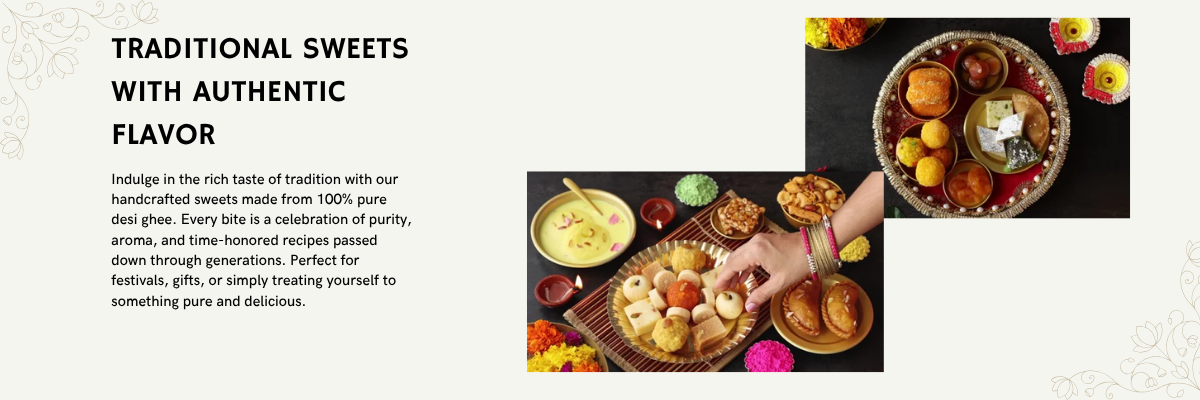 TRADITIONAL SWEETS
WITH AUTHENTIC
FLAVOR
Indulge in the rich taste of tradition with our
handcrafted sweets made from 100% pure
desi ghee. Every bite is a celebration of purity,
aroma, and time-honored recipes passed
down through generations. Perfect for
festivals, gifts, or simply treating yourself to
something pure and delicious.